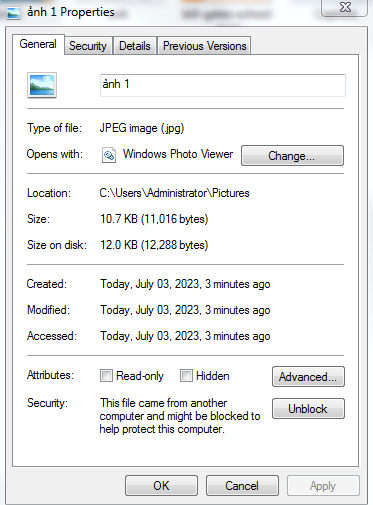 ảnh 1 Properties
General Security Details Previous Versions
ảnh 1
Type of file: JPEG image (.jpg)
Opens with: Windows Photo Viewer Change...
Location: C:\Users\Administrator\Pictures
Size: 10.7 KB (11,016 bytes)
Size on disk: 12.0 KB (12,288 bytes)
Created: Today, July 03, 2023, 3 minutes ago
Modified: Today, July 03, 2023, 3 minutes ago
Accessed: Today, July 03, 2023, 3 minutes ago
Attributes: Read-only Hidden Advanced...
Security: This file came from another
computer and might be blocked to
help protect this computer.
Unblock
OK Cancel Apply